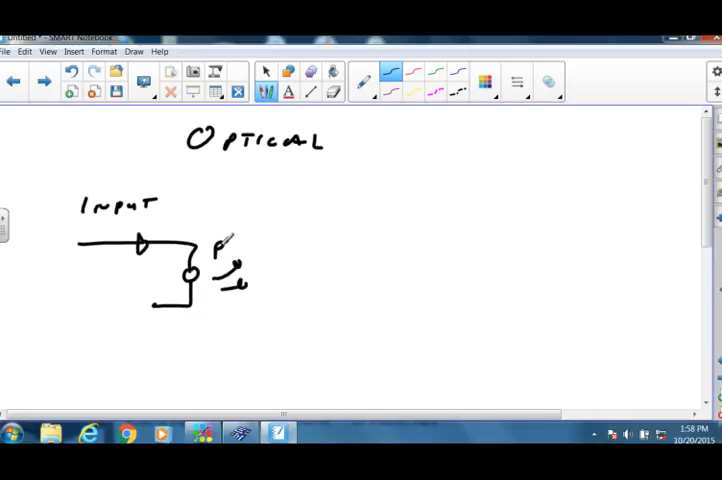 Untitled * - SMART Notebook
File Edit View Insert Format Draw Help
OPTICAL
INPUT
P
1:58 PM
10/20/2015